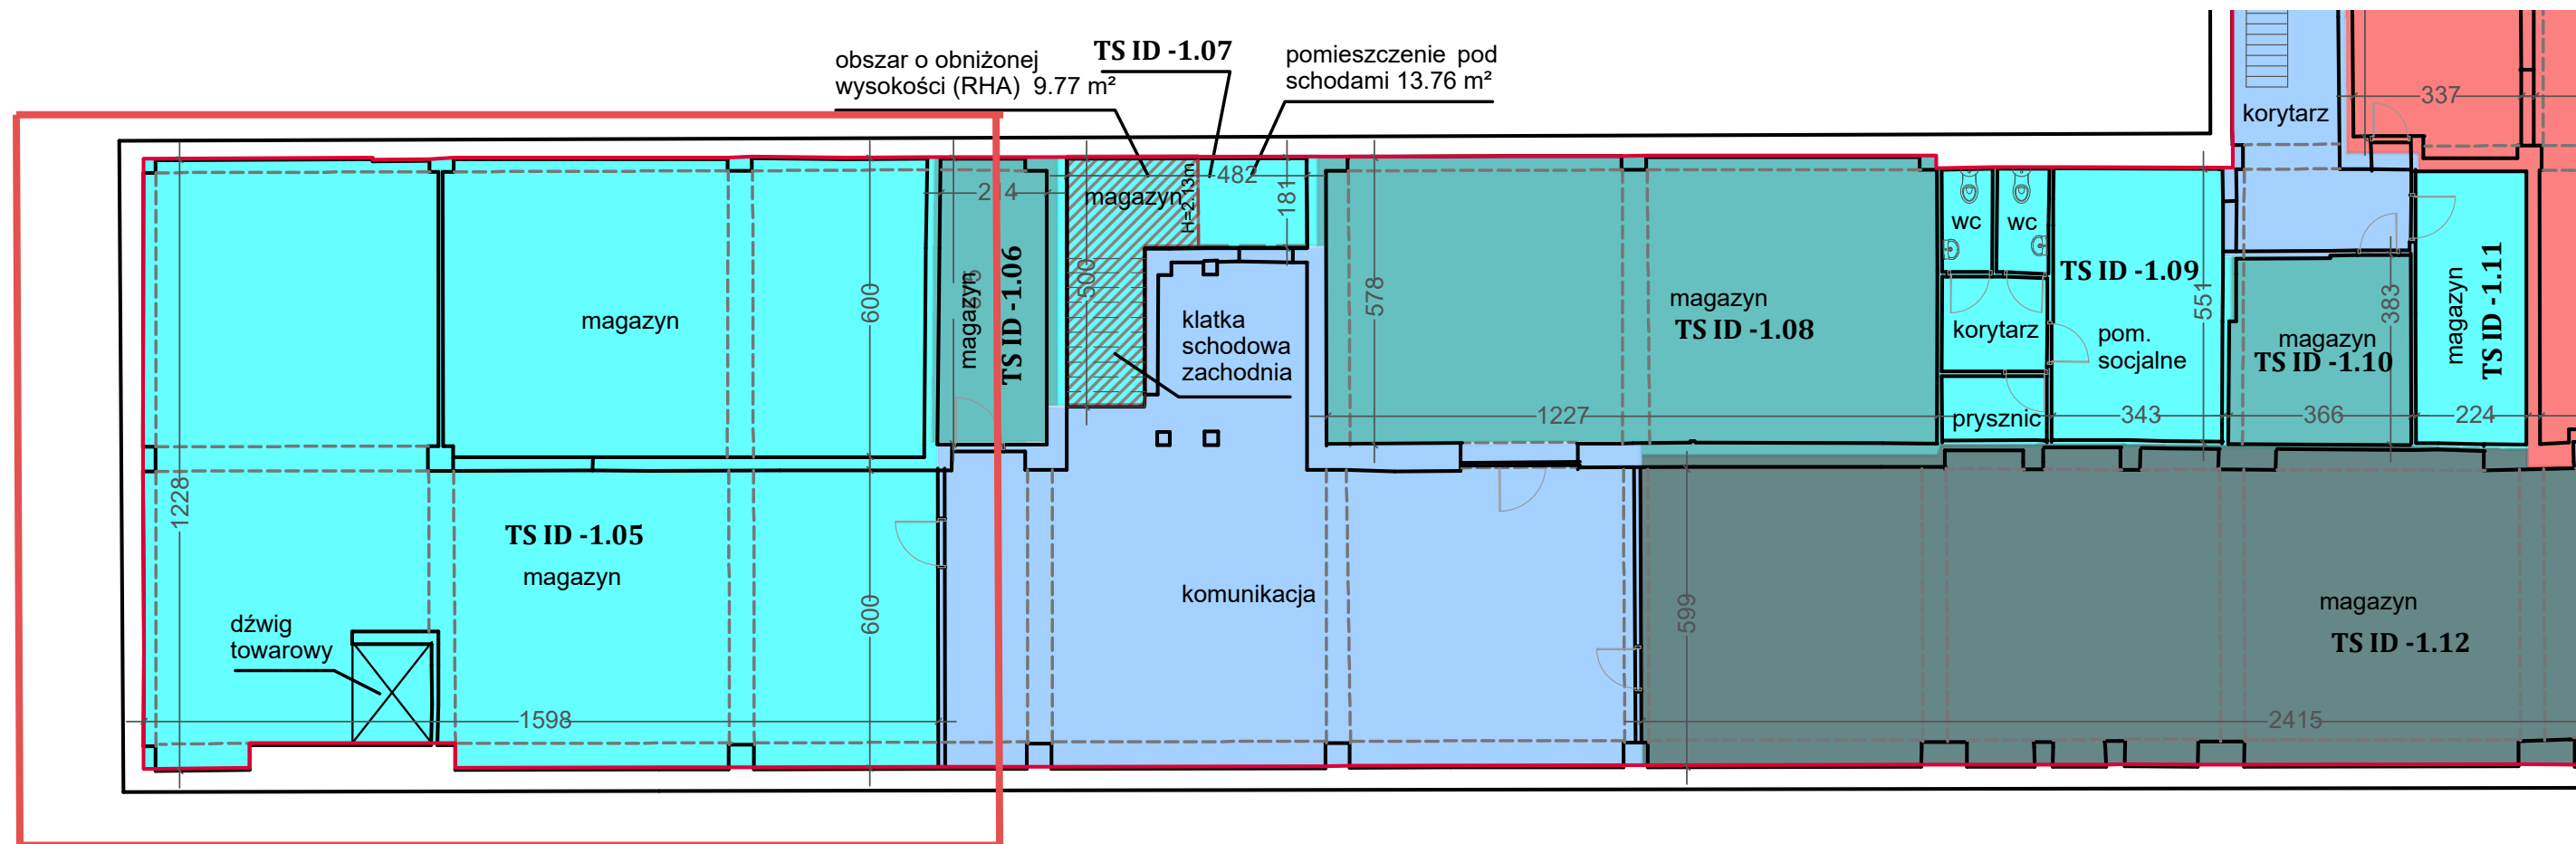 obszar o obniżonej
wysokości (RHA) 9.77 m²
TS ID -1.07
pomieszczenie pod
schodami 13.76 m²
korytarz
337
214
magazyn
H=2.13m
482
181
wc
wc
magazyn
600
magazyn
TS ID -1.06
500
klatka
schodowa
zachodnia
578
magazyn
TS ID -1.08
korytarz
TS ID -1.09
pom.
socjalne
551
magazyn
TS ID -1.10
383
magazyn
TS ID -1.11
1227
prysznic
343
366
224
1228
TS ID -1.05
magazyn
600
komunikacja
599
magazyn
TS ID -1.12
dźwig
towarowy
1598
2415